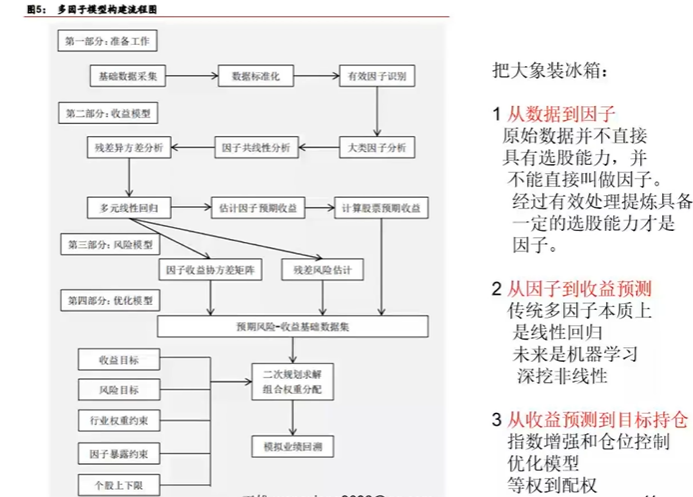 图5： 多因子模型构建流程图
第一部分：准备工作
基础数据采集
数据标准化
有效因子识别
第二部分：收益模型
残差异方差分析
因子共线性分析
大类因子分析
多元线性回归
估计因子预期收益
计算股票预期收益
第三部分：风险模型
因子收益协方差矩阵
残差风险估计
第四部分：优化模型
预期风险-收益基础数据集
收益目标
风险目标
行业权重约束
因子暴露约束
个股上下限
二次规划求解
组合权重分配
模拟业绩回溯
把大象装冰箱：
1 从数据到因子
原始数据并不直接
具有选股能力，并
不能直接叫做因子。
经过有效处理提炼具备
一定的选股能力才是
因子。
2 从因子到收益预测
传统多因子本质上
是线性回归
未来是机器学习
深挖非线性
3 从收益预测到目标持仓
指数增强和仓位控制
优化模型
等权到配权